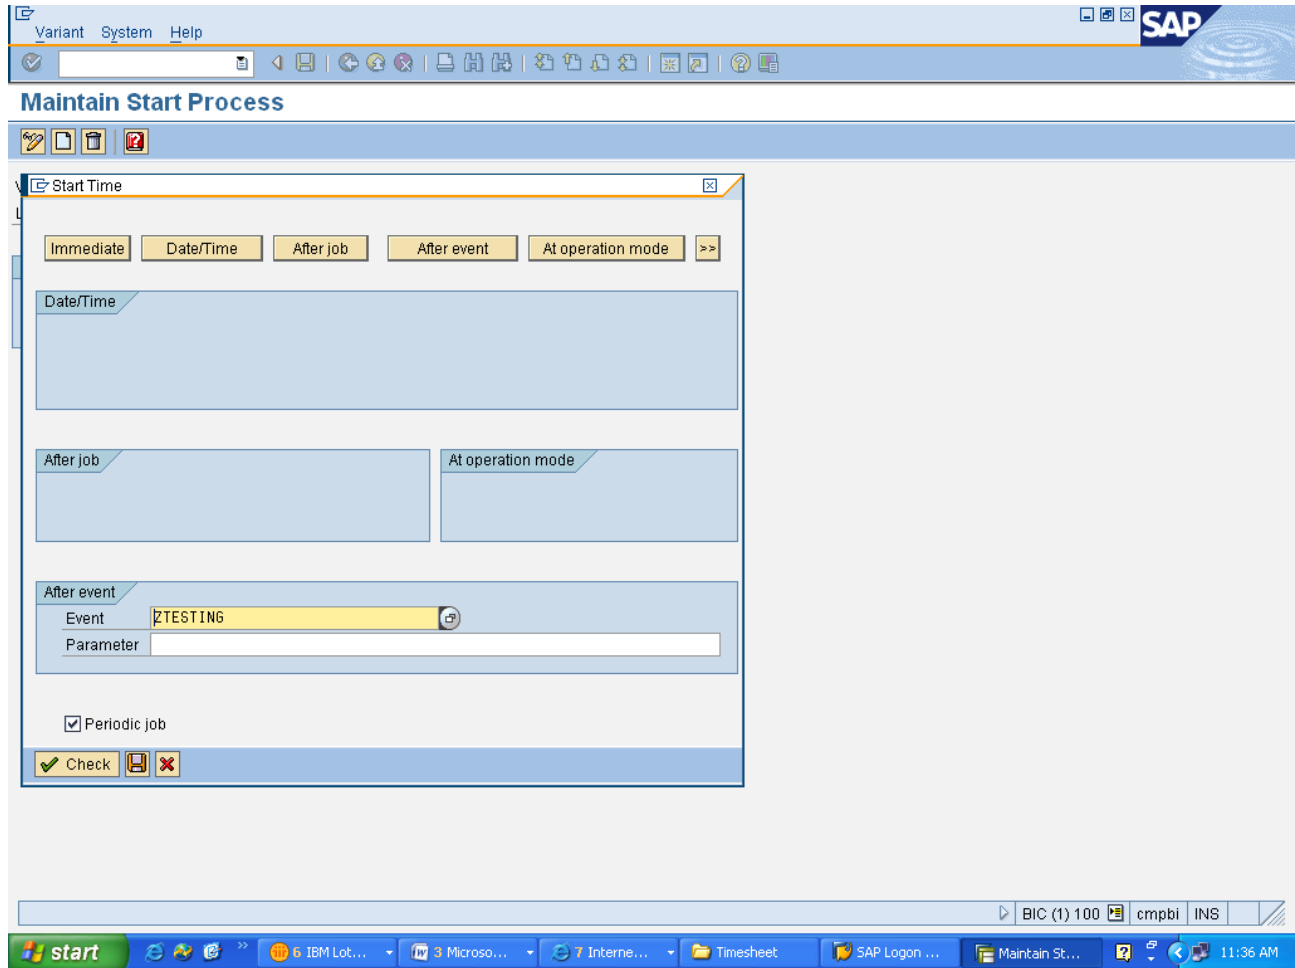 Variant System Help
SAP
Maintain Start Process
Start Time
Immediate Date/Time After job After event At operation mode >>
Date/Time
After job At operation mode
After event
Event ZTESTING
Parameter
Periodic job
Check
BIC (1) 100 cmpbi INS
start » 6 IBM Lot... 3 Microso... 7 Interne... Timesheet SAP Logon ... Maintain St... 11:36 AM